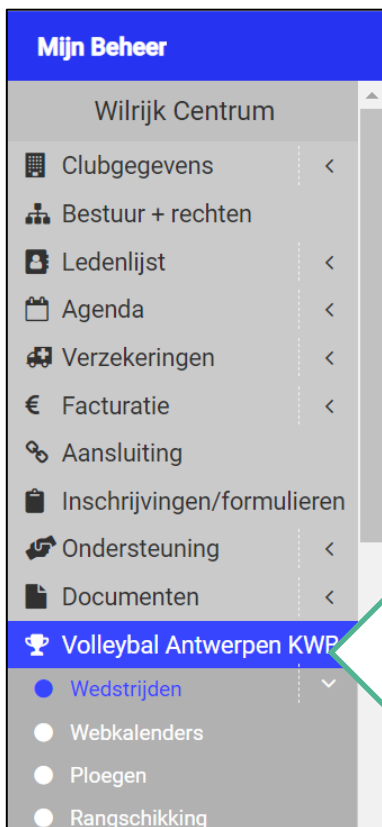 Mijn Beheer
Wilrijk Centrum
Clubgegevens
Bestuur + rechten
Ledenlijst
Agenda
Verzekeringen
€ Facturatie
Aansluiting
Inschrijvingen/formulieren
Ondersteuning
Documenten
Volleybal Antwerpen KWB
Wedstrijden
Webkalenders
Ploegen
Rangschikking